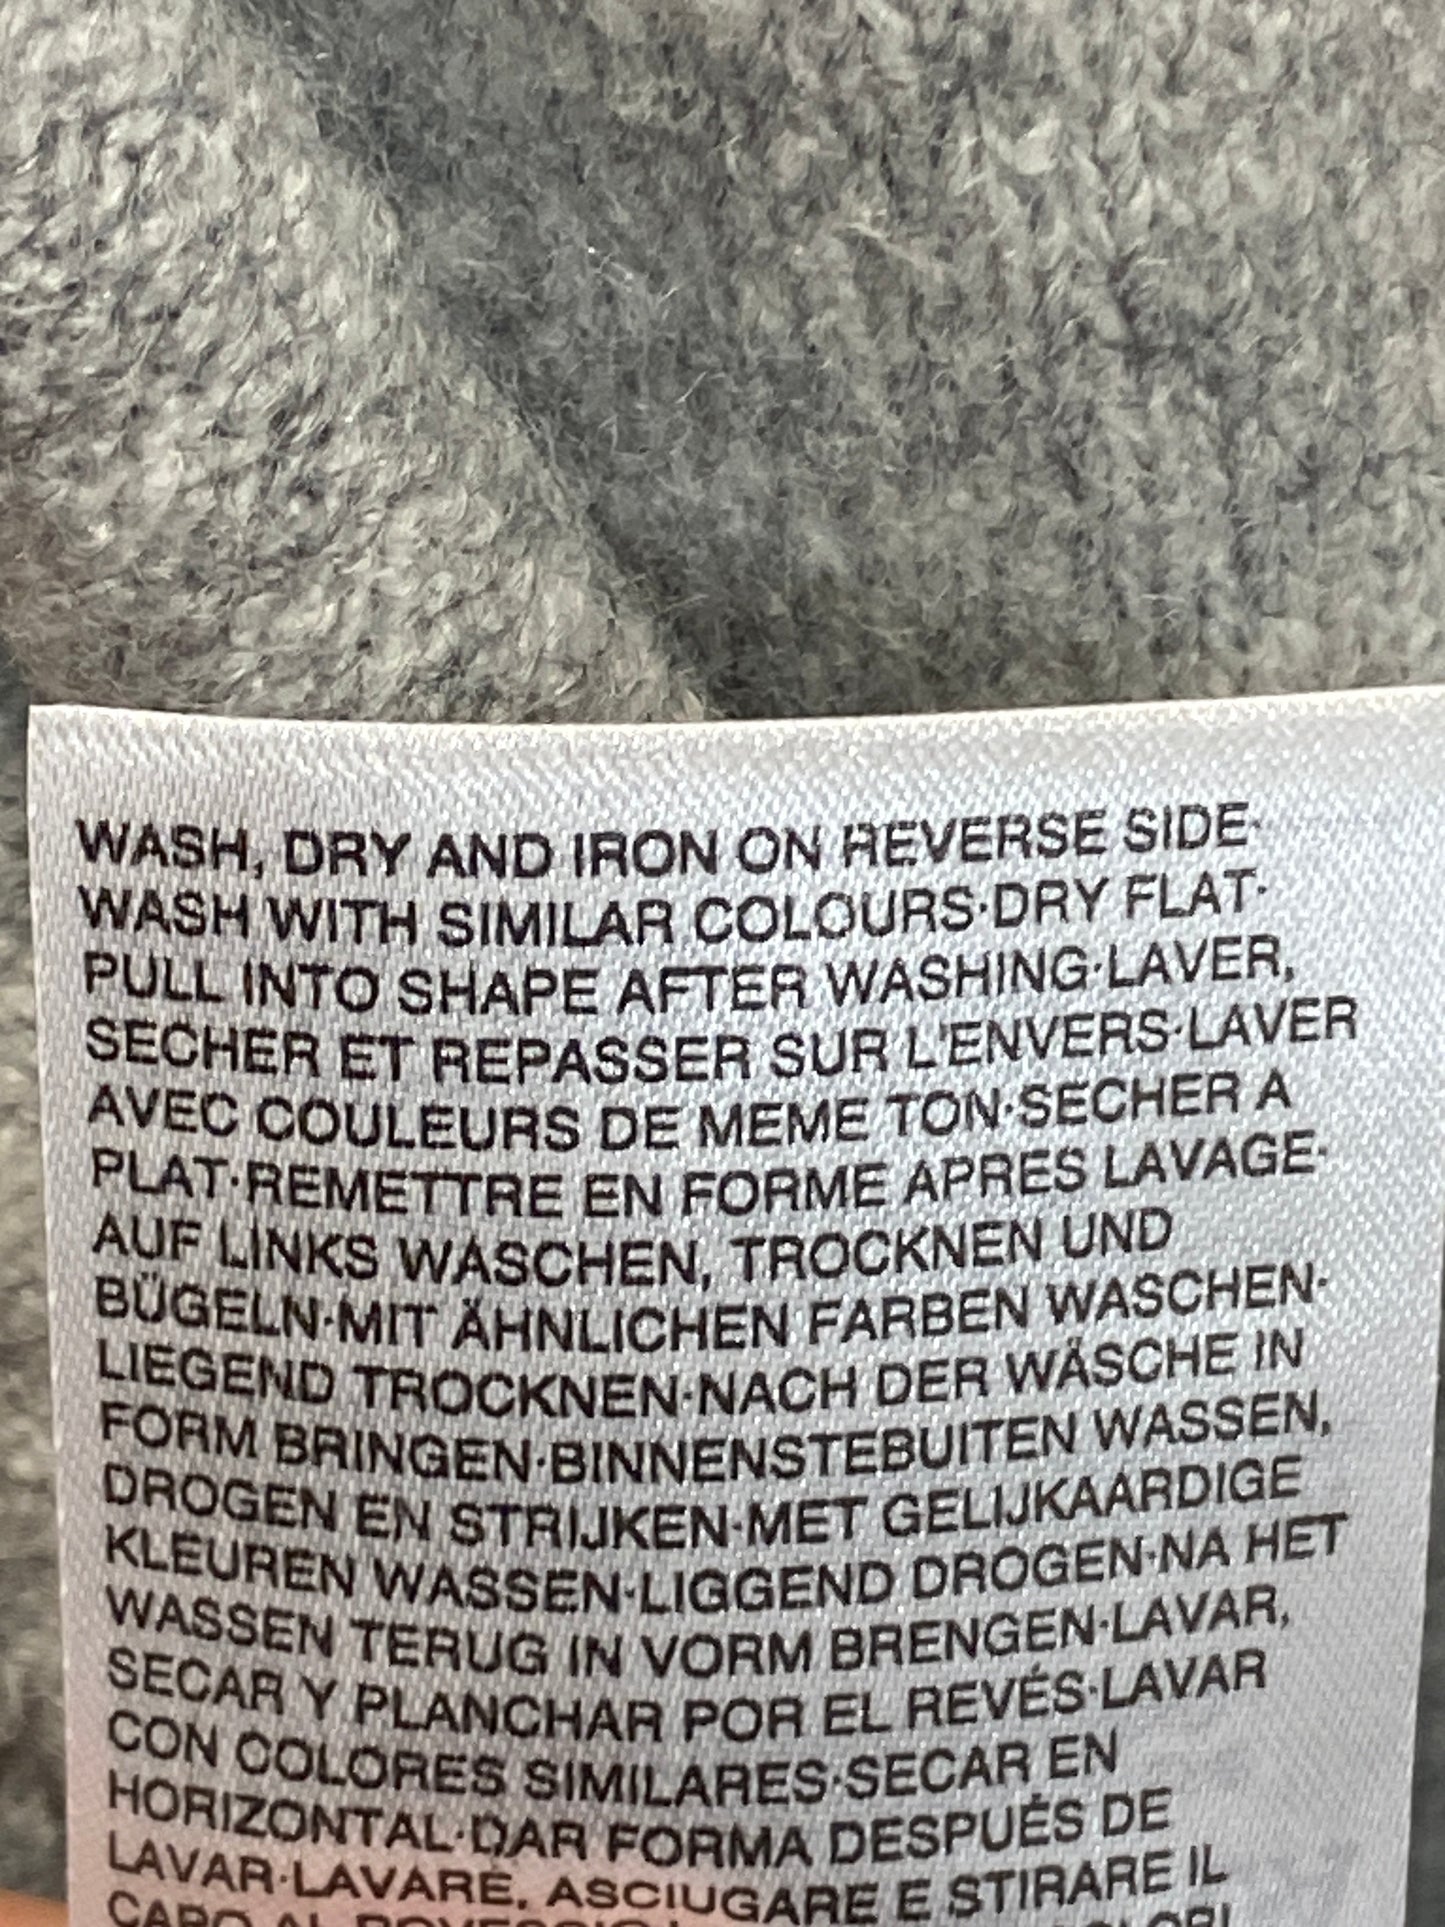 WASH, DRY AND IRON ON REVERSE SIDE·
WASH WITH SIMILAR COLOURS·DRY FLAT·
PULL INTO SHAPE AFTER WASHING·LAVER,
SECHER ET REPASSER SUR L'ENVERS·LAVER
AVEC COULEURS DE MEME TON·SECHER A
PLAT·REMETTRE EN FORME APRES LAVAGE·
AUF LINKS WASCHEN, TROCKNEN UND
BÜGELN·MIT ÄHNLICHEN FARBEN WASCHEN·
LIEGEND TROCKNEN·NACH DER WÄSCHE IN
FORM BRINGEN·BINNENSTEBUITEN WASSEN,
DROGEN EN STRIJKEN·MET GELIJKAARDIGE
KLEUREN WASSEN·LIGGEND DROGEN·NA HET
WASSEN TERUG IN VORM BRENGEN·LAVAR,
SECAR Y PLANCHAR POR EL REVÉS·LAVAR
CON COLORES SIMILARES·SECAR EN
HORIZONTAL·DAR FORMA DESPUÉS DE
LAVAR·LAVARE, ASCIUGARE E STIRARE IL
CAPO AL